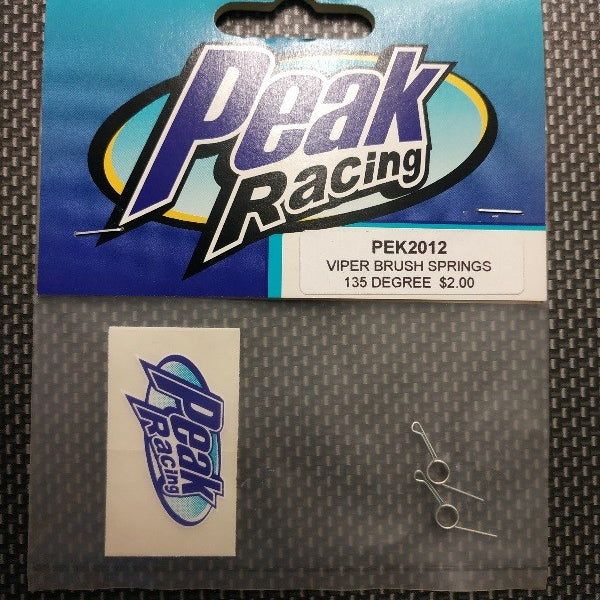 Peak
Racing
PEK2012
VIPER BRUSH SPRINGS
135 DEGREE $2.00
Peak
Racing